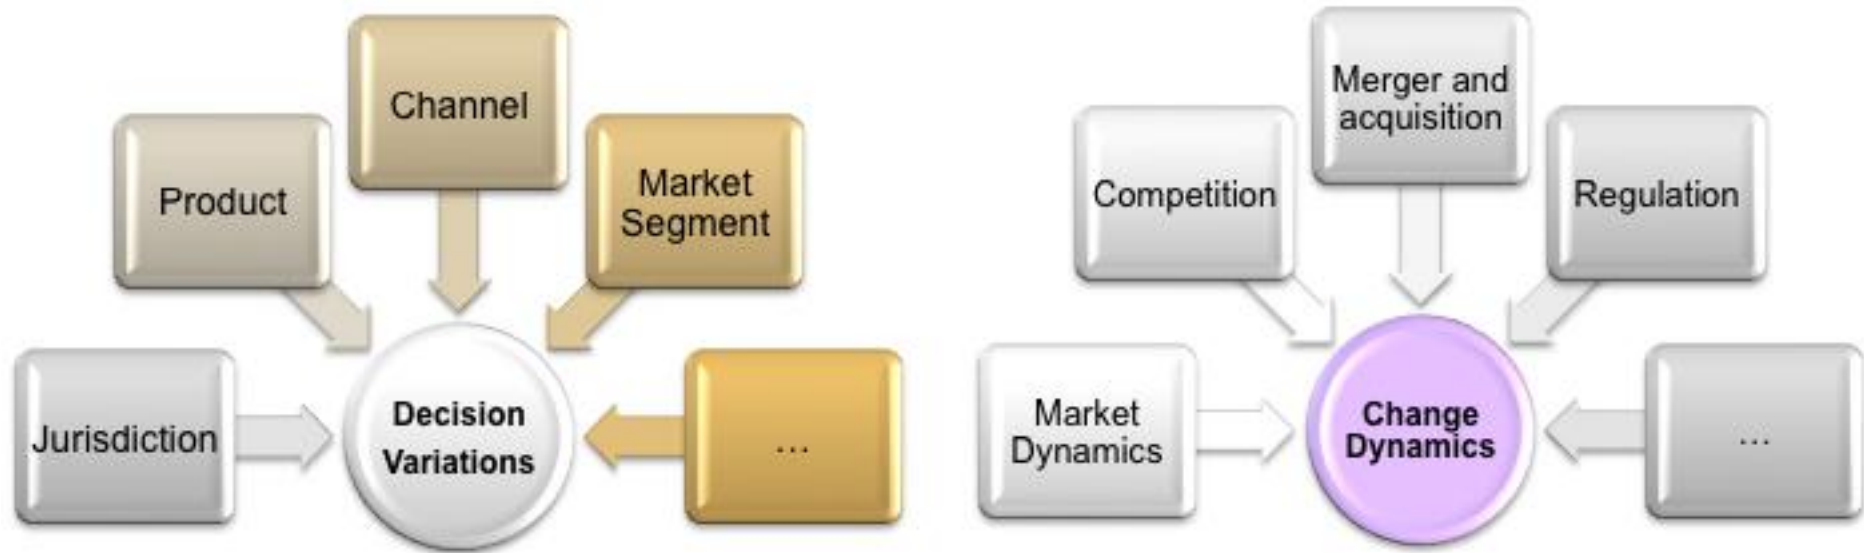 Jurisdiction
Product
Channel
Market
Segment
...
Decision
Variations
Market
Dynamics
Competition
Merger and
acquisition
Regulation
...
Change
Dynamics